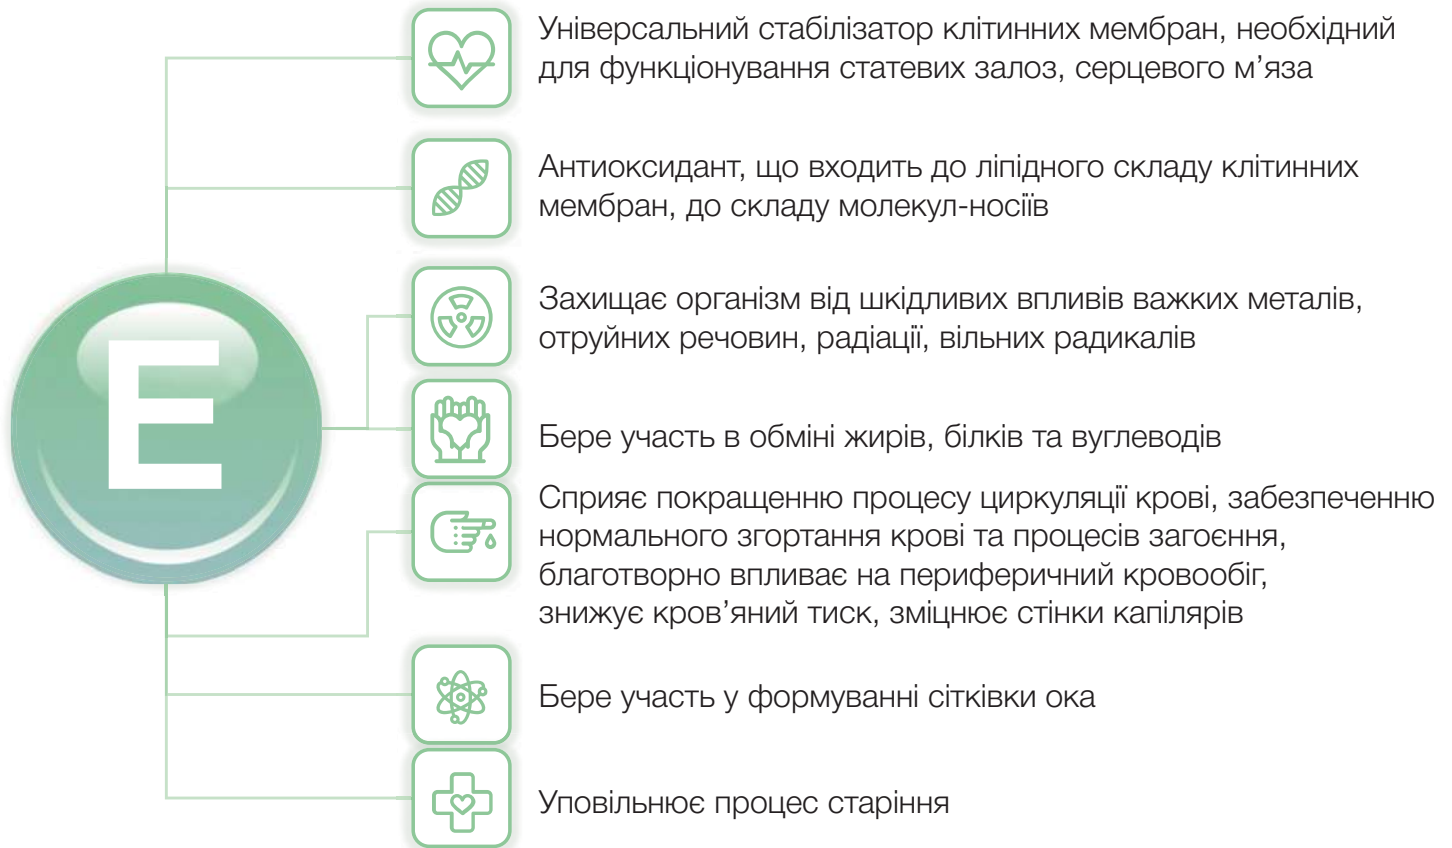 Універсальний стабілізатор клітинних мембран, необхідний
для функціонування статевих залоз, серцевого м’яза
Антиоксидант, що входить до ліпідного складу клітинних
мембран, до складу молекул-носіїв
Захищає організм від шкідливих впливів важких металів,
отруйних речовин, радіації, вільних радикалів
E
Бере участь в обміні жирів, білків та вуглеводів
Сприяє покращенню процесу циркуляції крові, забезпеченню
нормального згортання крові та процесів загоєння,
благотворно впливає на периферичний кровообіг,
знижує кров’яний тиск, зміцнює стінки капілярів
Бере участь у формуванні сітківки ока
Уповільнює процес старіння